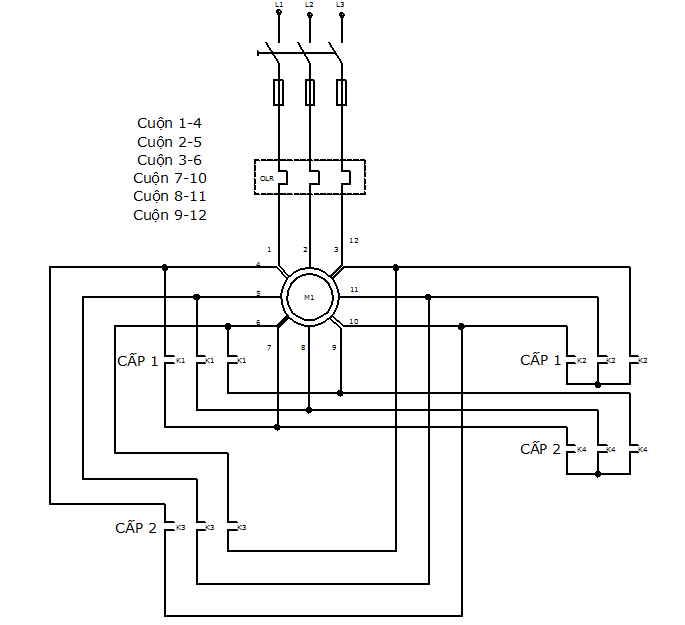 L1 L2 L3
Cuộn 1-4
Cuộn 2-5
Cuộn 3-6
Cuộn 7-10
Cuộn 8-11
Cuộn 9-12
OLR
1 2 3 12
4
5 M1 11
6 10
7 8 9
CẤP 1 K1 K1 K1 CẤP 1 K2 K2 K2
CẤP 2 K4 K4 K4
CẤP 2 K3 K3 K3